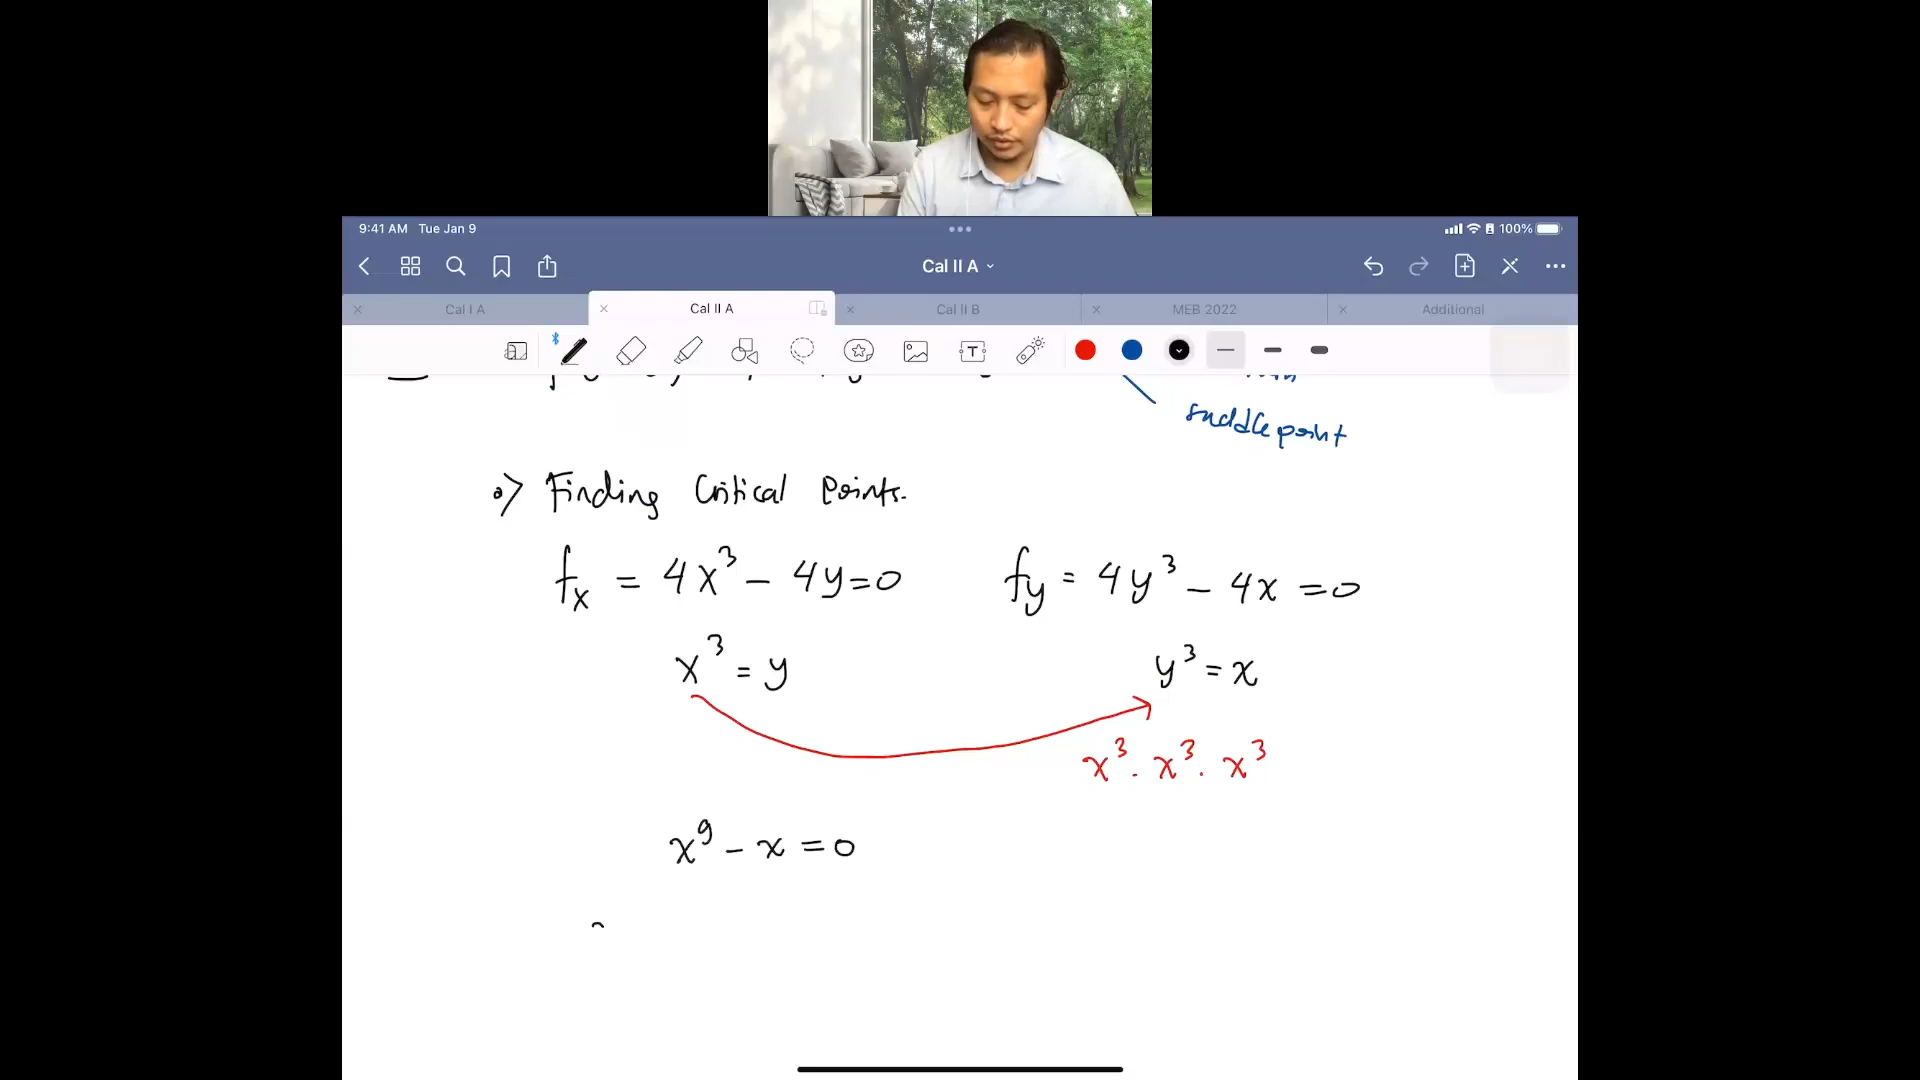 9:41 AM Tue Jan 9
100%
Cal II A
Cal I A
Cal II A
Cal II B
MEB 2022
Additional
T
saddle point
Finding Critical Points.
fx = 4x³ - 4y = 0
fy = 4y³ - 4x = 0
x³ = y
y³ = x
x³ . x³ . x³
x⁹ - x = 0